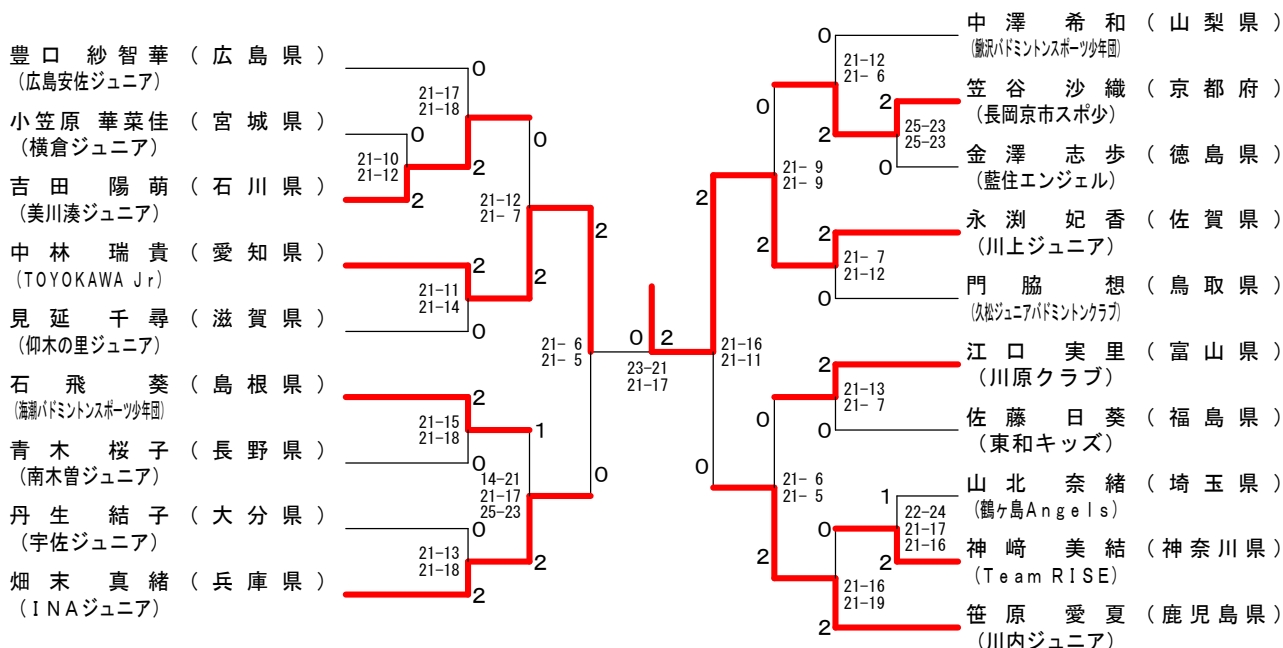 豊口 紗智華 (広島県)
(広島安佐ジュニア)
小笠原 華菜佳 (宮城県)
(横倉ジュニア)
吉田 陽萌 (石川県)
(美川湊ジュニア)
中林 瑞貴 (愛知県)
(TOYOKAWA Jr)
見延 千尋 (滋賀県)
(仰木の里ジュニア)
石飛 葵 (島根県)
(海潮バドミントンスポーツ少年団)
青木 桜子 (長野県)
(南木曽ジュニア)
丹生 結子 (大分県)
(宇佐ジュニア)
畑末 真緒 (兵庫県)
(INAジュニア)
0
21-17
21-18
0
21-10
21-12
2
2
0
21-12
21- 7
2
2
21-11
21-14
0
2
21- 6
21- 5
2
21-15
21-18
0
1
14-21
21-17
25-23
0
0
21-13
21-18
2
2
0
2
23-21
21-17
2
21-16
21-11
0
0
21-12
21- 6
0
2
2
25-23
25-23
0
21- 9
21- 9
2
2
21- 7
21-12
0
2
21-13
21- 7
0
0
21- 6
21- 5
2
1
22-24
21-17
21-16
2
0
21-16
21-19
2
中澤 希和 (山梨県)
(鰍沢バドミントンスポーツ少年団)
笠谷 沙織 (京都府)
(長岡京市スポ少)
金澤 志歩 (徳島県)
(藍住エンジェル)
永渕 妃香 (佐賀県)
(川上ジュニア)
門脇 想 (鳥取県)
(久松ジュニアバドミントンクラブ)
江口 実里 (富山県)
(川原クラブ)
佐藤 日葵 (福島県)
(東和キッズ)
山北 奈緒 (埼玉県)
(鶴ヶ島Angels)
神﨑 美結 (神奈川県)
(Team RISE)
笹原 愛夏 (鹿児島県)
(川内ジュニア)